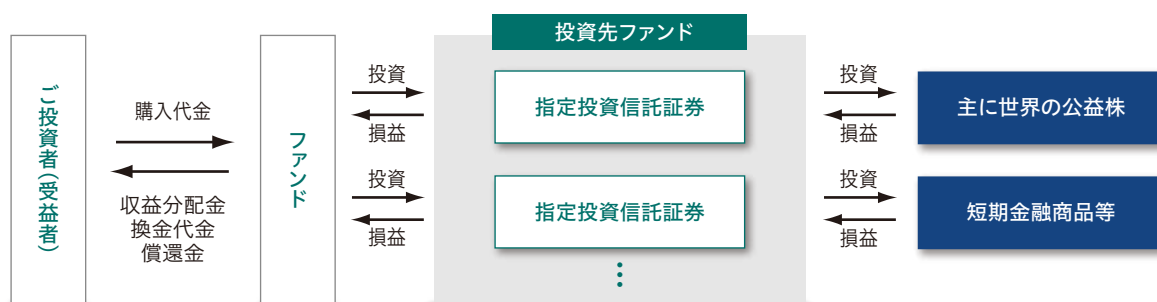 ご投資者(受益者)
購入代金
収益分配金
換金代金
償還金
ファンド
投資
損益
投資
損益
投資先ファンド
指定投資信託証券
指定投資信託証券
投資
損益
投資
損益
主に世界の公益株
短期金融商品等